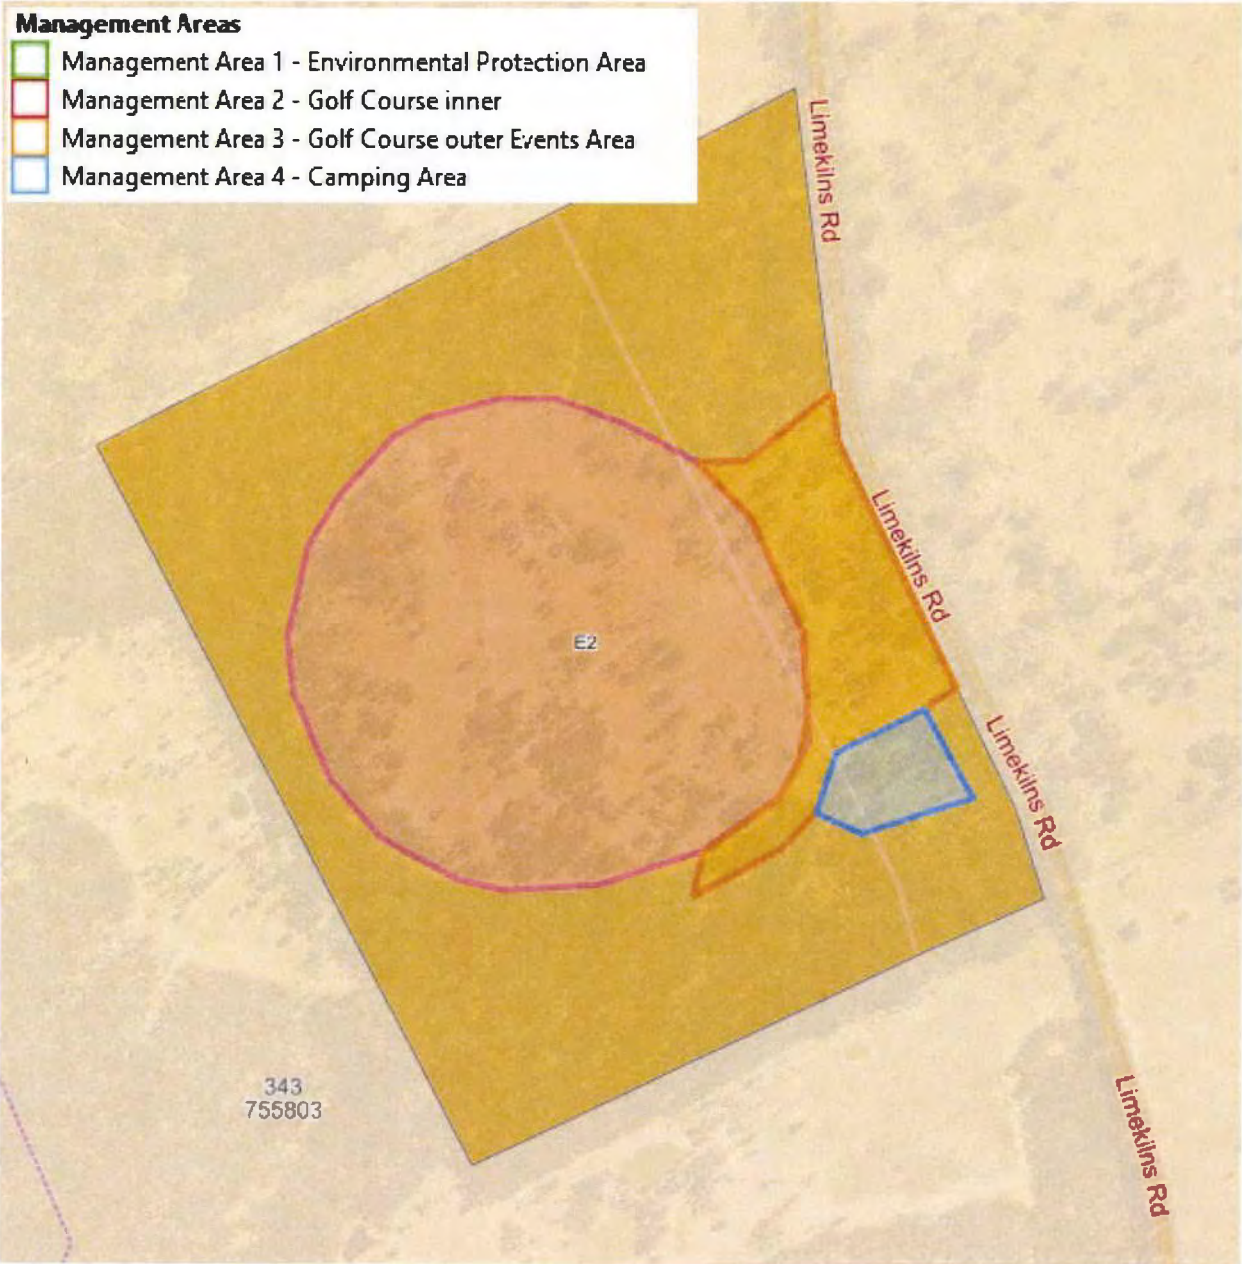 Management Areas
Management Area 1 - Environmental Protection Area
Management Area 2 - Golf Course inner
Management Area 3 - Golf Course outer Events Area
Management Area 4 - Camping Area
Limekilns Rd
Limekilns Rd
E2
Limekilns Rd
343
755803
Limekilns Rd